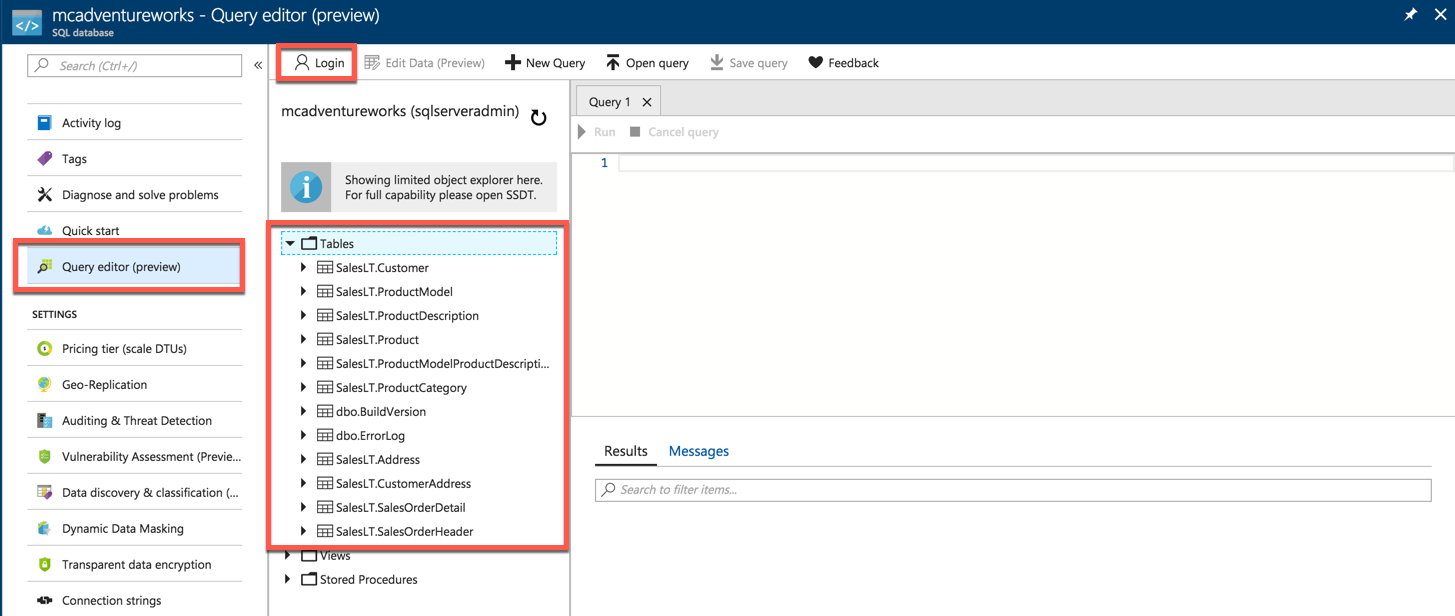 mcadventureworks - Query editor (preview)
SQL database
Search (Ctrl+/)
«
Activity log
Tags
Diagnose and solve problems
Quick start
Query editor (preview)
SETTINGS
Pricing tier (scale DTUs)
Geo-Replication
Auditing & Threat Detection
Vulnerability Assessment (Previe...
Data discovery & classification (...
Dynamic Data Masking
Transparent data encryption
Connection strings
Login
Edit Data (Preview)
New Query
Open query
Save query
Feedback
mcadventureworks (sqlserveradmin)
Showing limited object explorer here.
For full capability please open SSDT.
Tables
SalesLT.Customer
SalesLT.ProductModel
SalesLT.ProductDescription
SalesLT.Product
SalesLT.ProductModelProductDescripti...
SalesLT.ProductCategory
dbo.BuildVersion
dbo.ErrorLog
SalesLT.Address
SalesLT.CustomerAddress
SalesLT.SalesOrderDetail
SalesLT.SalesOrderHeader
Views
Stored Procedures
Query 1
Run
Cancel query
1
Results
Messages
Search to filter items...